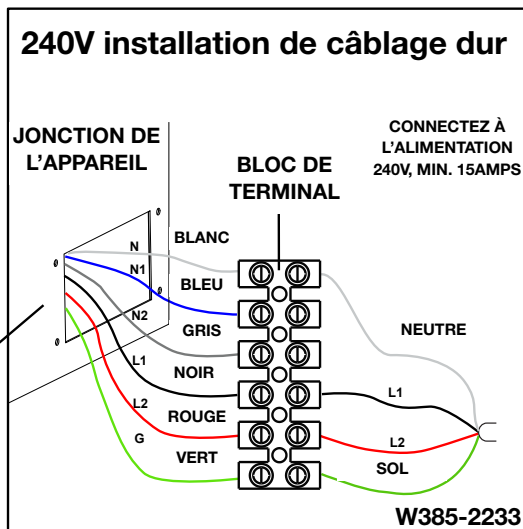 240V installation de câblage dur
JONCTION DE
L'APPAREIL
CONNECTEZ À
L'ALIMENTATION
240V, MIN. 15AMPS
BLOC DE
TERMINAL
N
BLANC
N1
BLEU
N2
GRIS
NEUTRE
L1
NOIR
L1
L2
ROUGE
L2
G
VERT
SOL
W385-2233